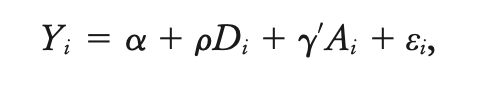 Yᵢ = α + ρDᵢ + γ′Aᵢ + εᵢ,